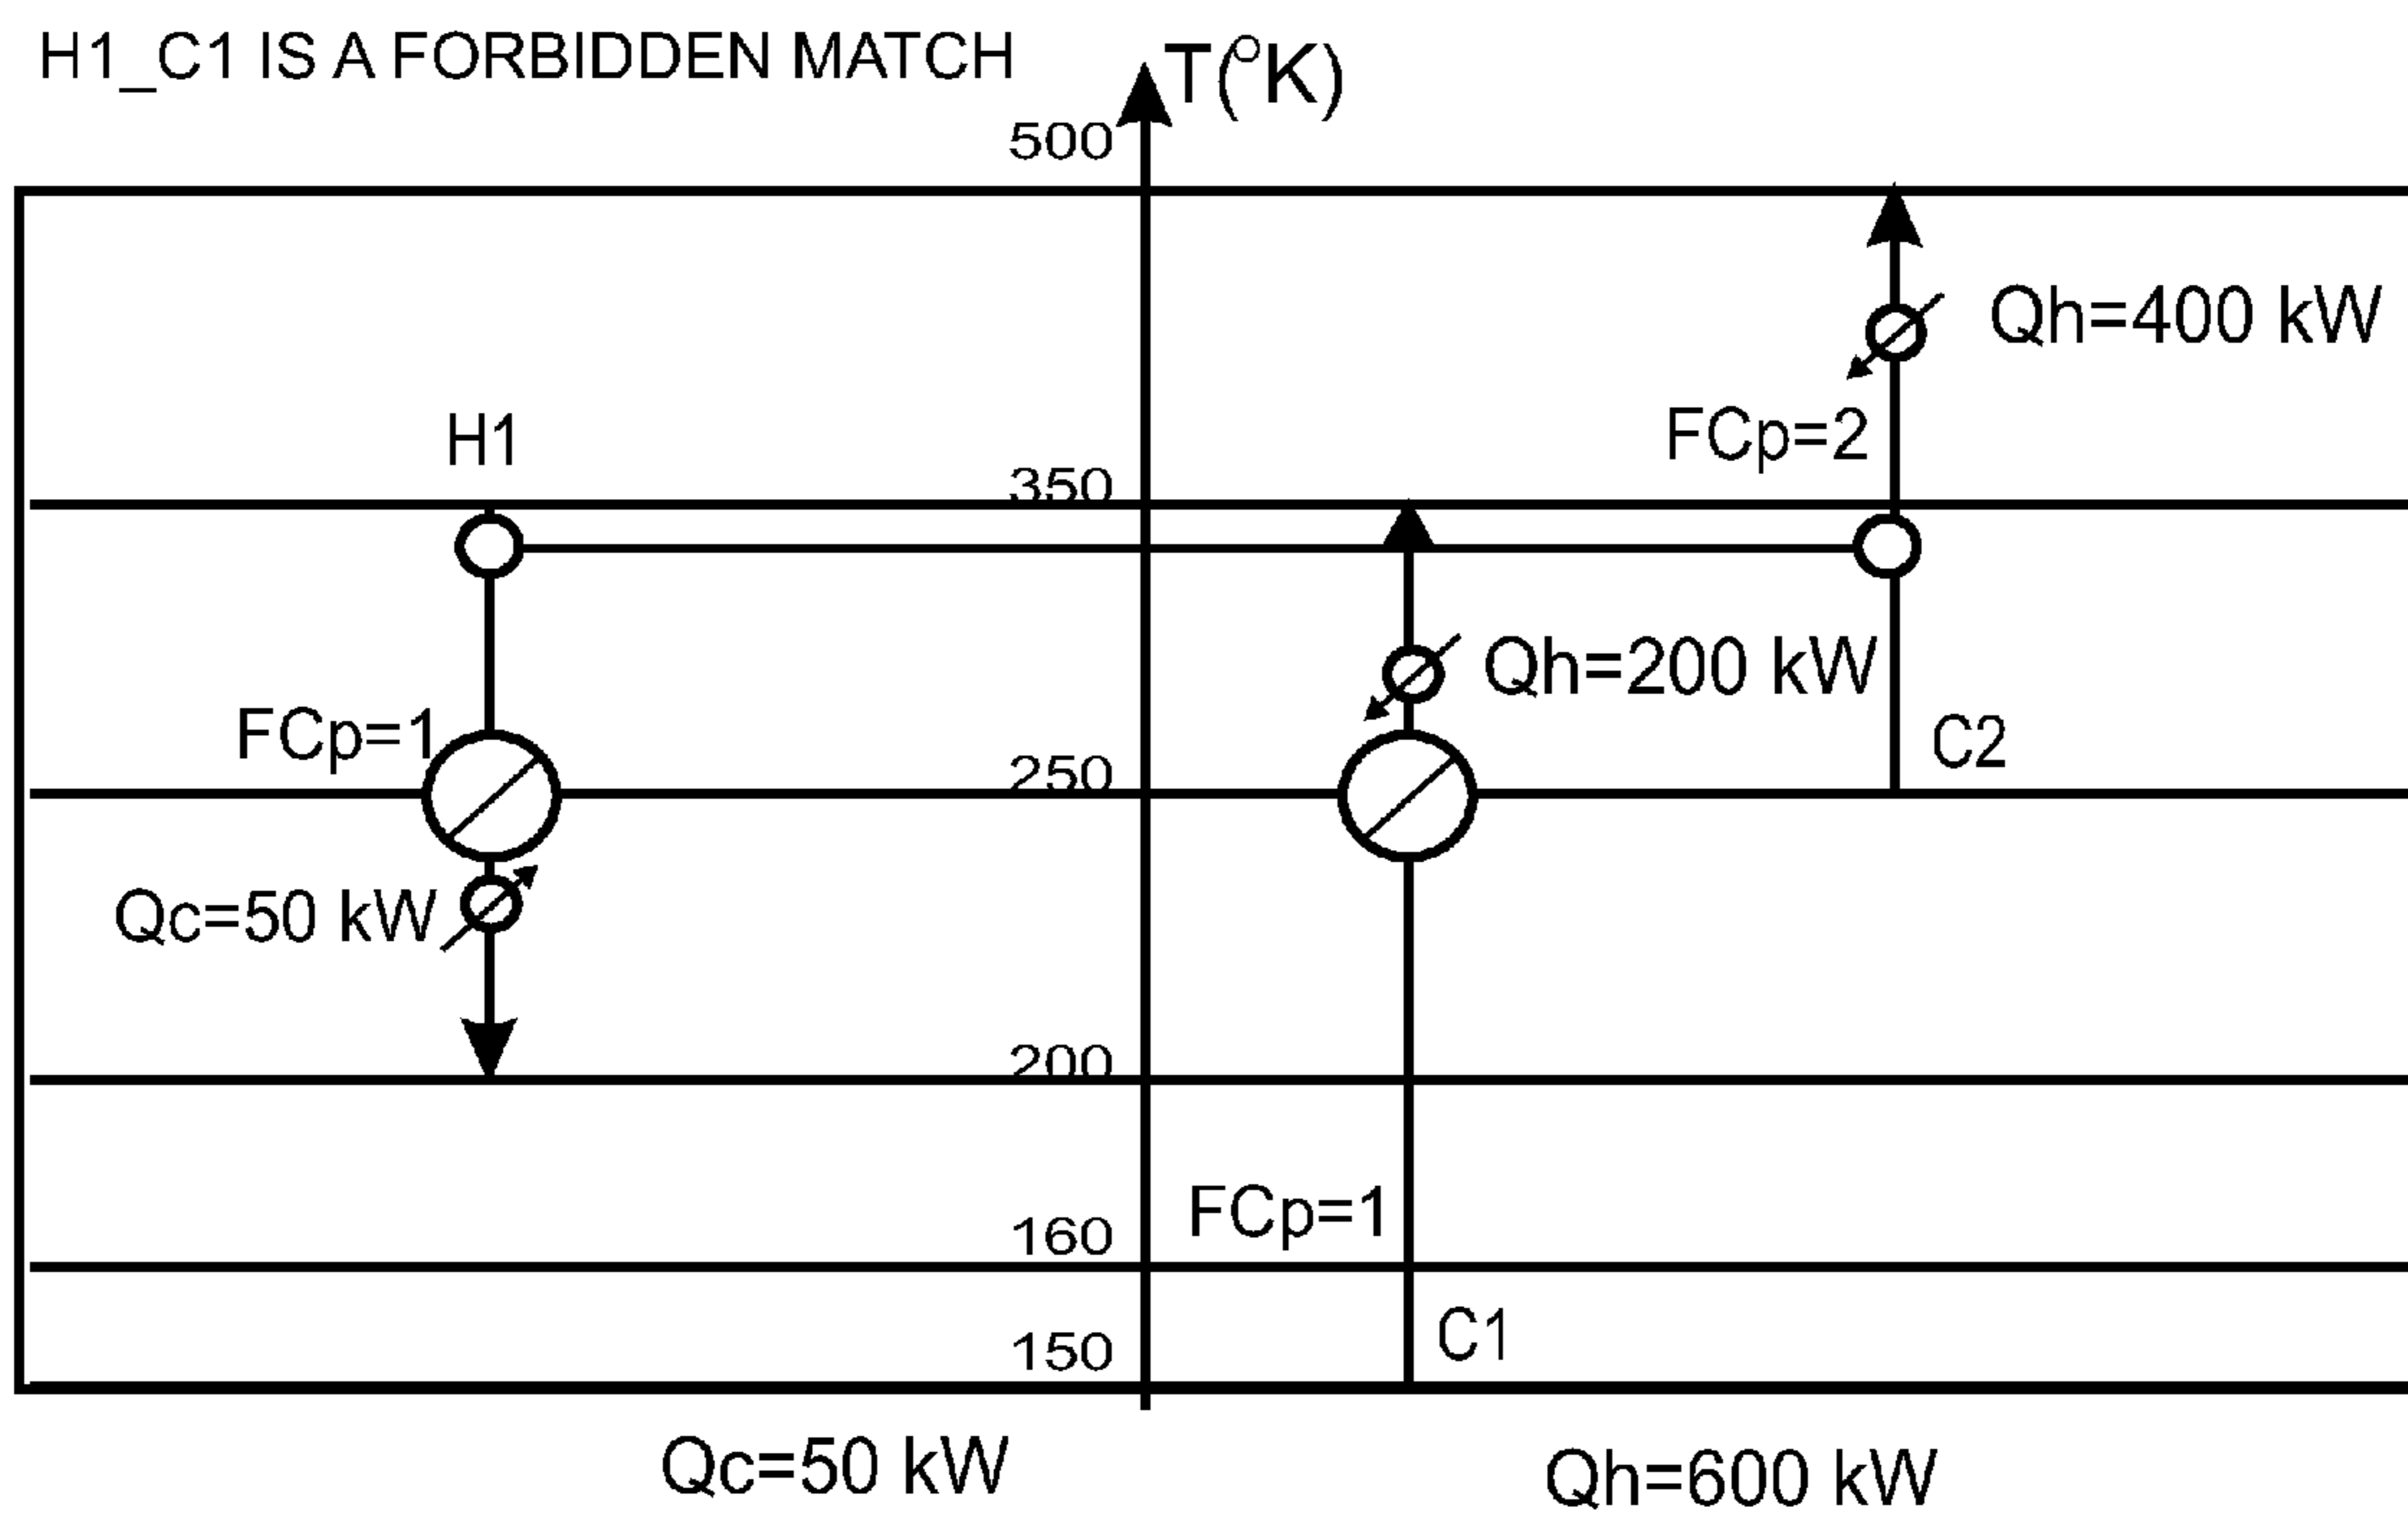 H1_C1 IS A FORBIDDEN MATCH
T(°K)
500
Qh=400 kW
FCp=2
H1
350
Qh=200 kW
FCp=1
C2
250
Qc=50 kW
200
FCp=1
160
C1
150
Qc=50 kW
Qh=600 kW